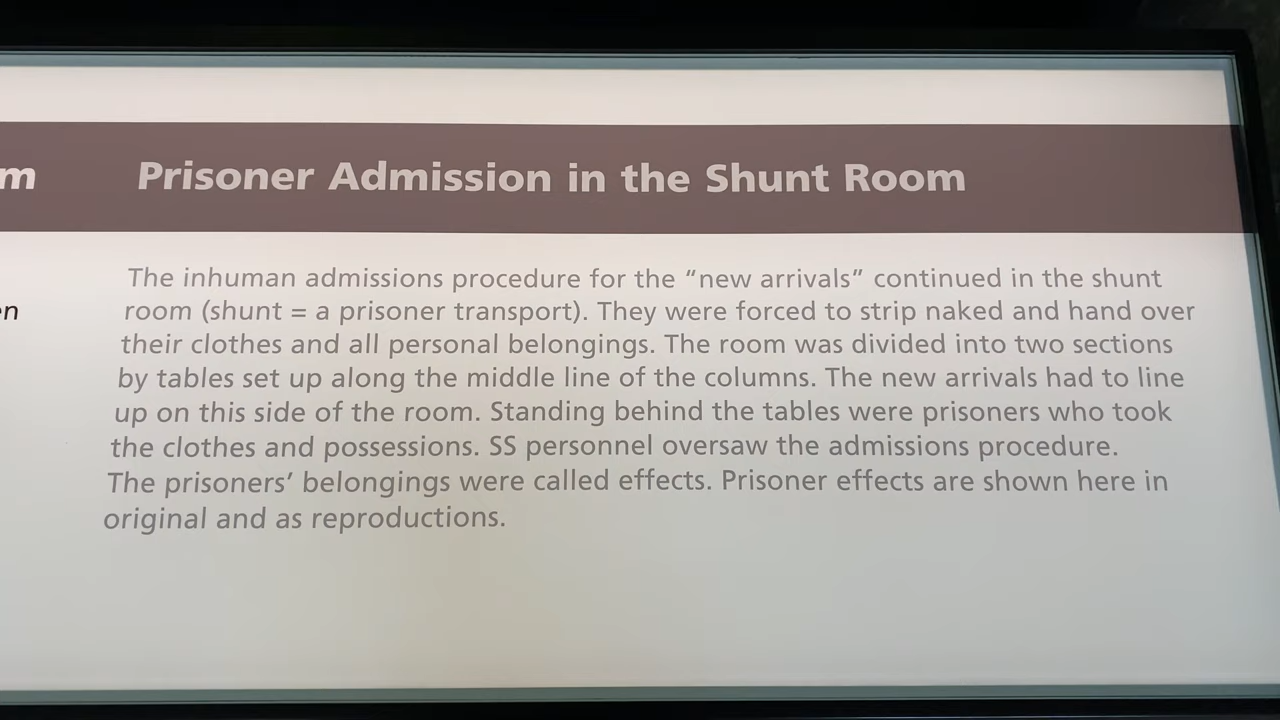 m
Prisoner Admission in the Shunt Room
The inhuman admissions procedure for the “new arrivals” continued in the shunt
room (shunt = a prisoner transport). They were forced to strip naked and hand over
en
their clothes and all personal belongings. The room was divided into two sections
by tables set up along the middle line of the columns. The new arrivals had to line
up on this side of the room. Standing behind the tables were prisoners who took
the clothes and possessions. SS personnel oversaw the admissions procedure.
The prisoners’ belongings were called effects. Prisoner effects are shown here in
original and as reproductions.